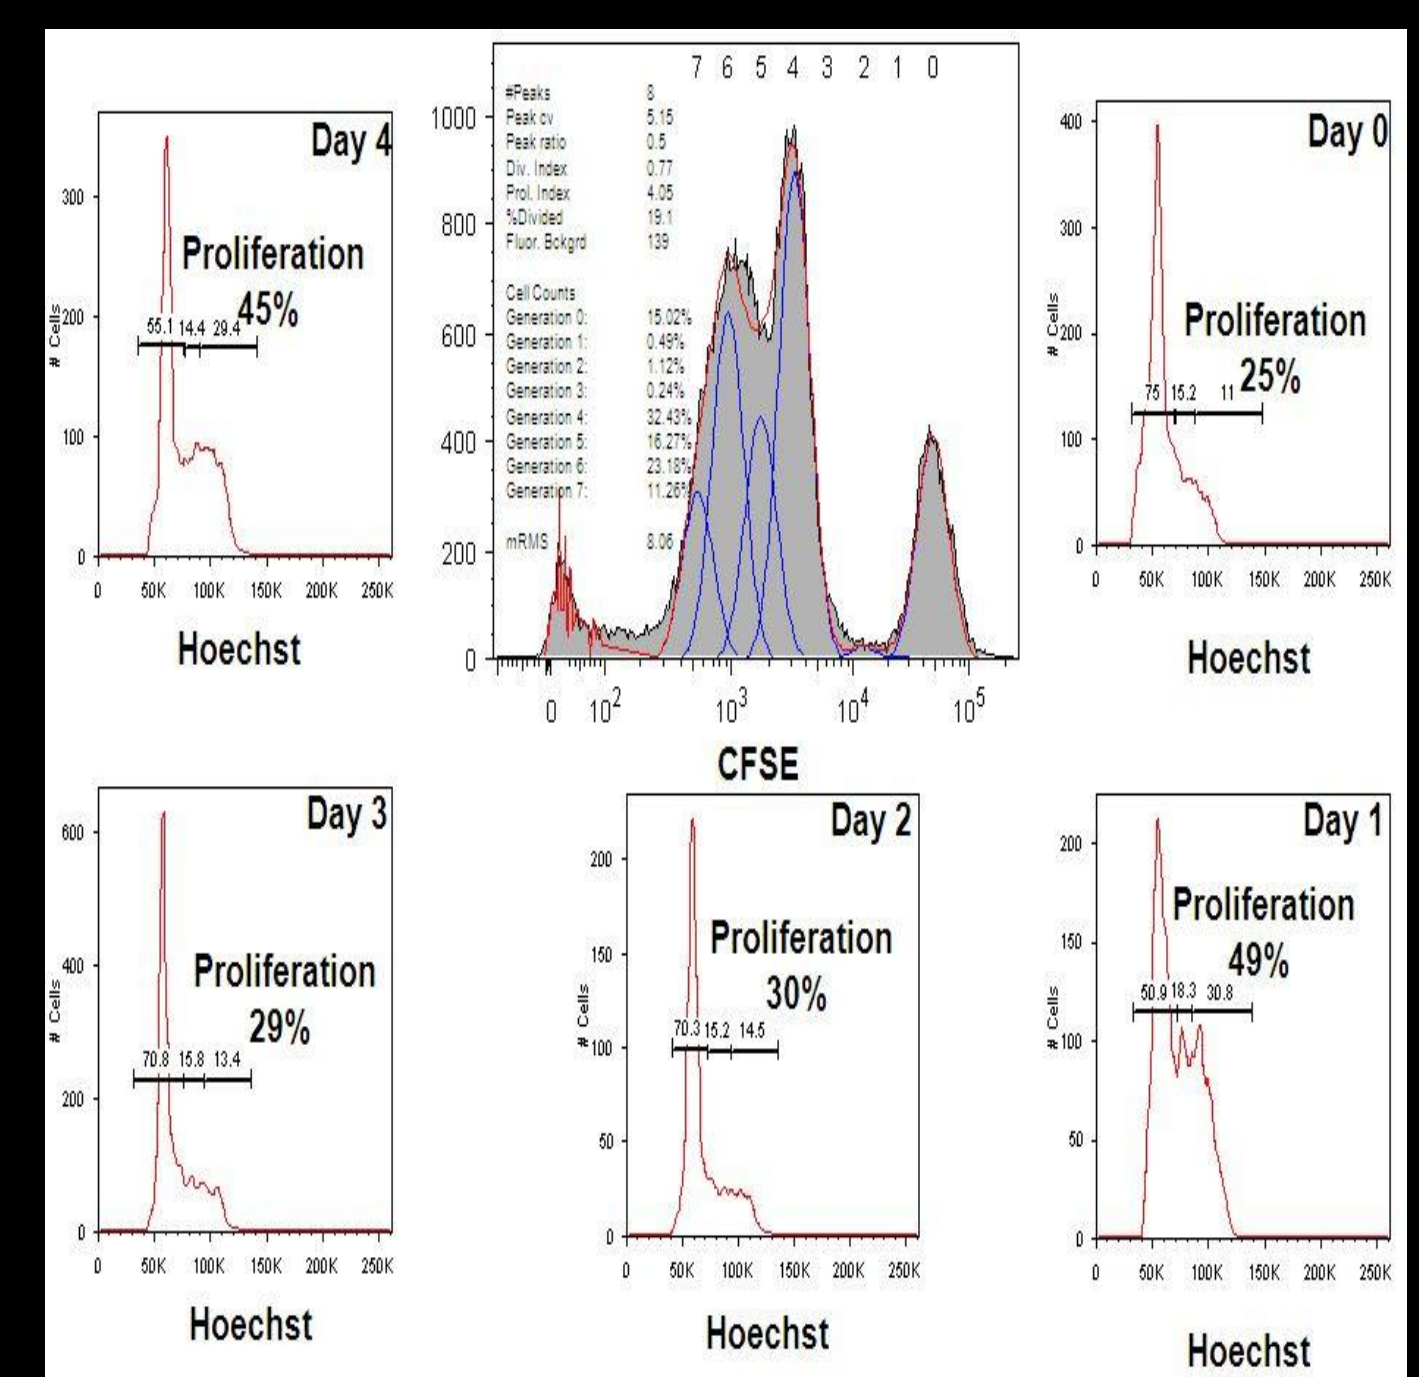 Day 4
300
200
100
0
# Cells
Proliferation
45%
55.1 14.4 29.4
0 50K 100K 150K 200K 250K
Hoechst
7 6 5 4 3 2 1 0
#Peaks 8
Peak cv 5.15
Peak ratio 0.5
Div. Index 0.77
Prol. Index 4.05
%Divided 19.1
Fluor. Bckgrd 139
Cell Counts
Generation 0: 15.02%
Generation 1: 0.49%
Generation 2: 1.12%
Generation 3: 0.24%
Generation 4: 32.43%
Generation 5: 16.27%
Generation 6: 23.18%
Generation 7: 11.26%
mRMS 8.06
1000
800
600
400
200
0
0 10² 10³ 10⁴ 10⁵
CFSE
Day 0
400
300
200
100
0
# Cells
Proliferation
25%
75 15.2 11
0 50K 100K 150K 200K 250K
Hoechst
Day 3
600
400
200
0
# Cells
Proliferation
29%
70.8 15.8 13.4
0 50K 100K 150K 200K 250K
Hoechst
Day 2
200
150
100
50
0
# Cells
Proliferation
30%
70.3 15.2 14.5
0 50K 100K 150K 200K 250K
Hoechst
Day 1
200
150
100
50
0
# Cells
Proliferation
49%
50.9 18.3 30.8
0 50K 100K 150K 200K 250K
Hoechst